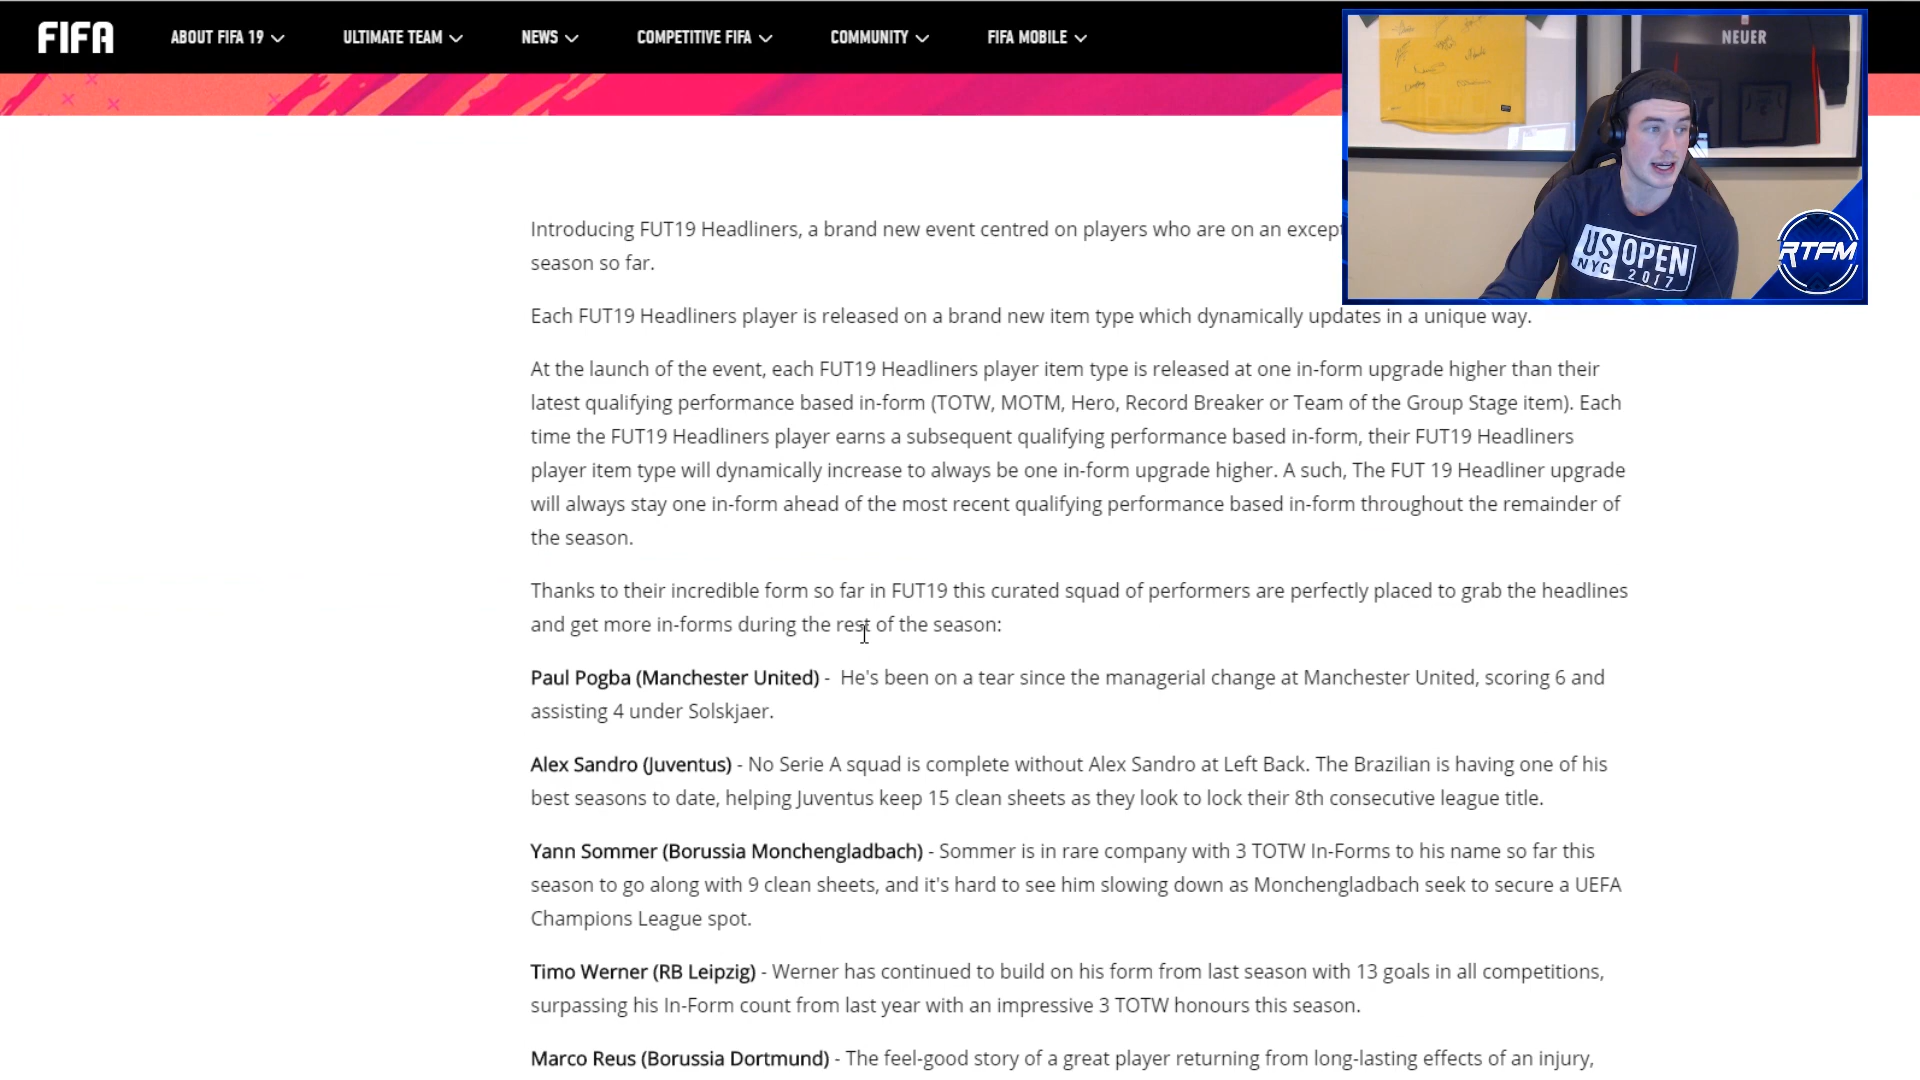 FIFA
ABOUT FIFA 19
ULTIMATE TEAM
NEWS
COMPETITIVE FIFA
COMMUNITY
FIFA MOBILE
NEUER
US OPEN
NYC 2017
RTFM
Introducing FUT19 Headliners, a brand new event centred on players who are on an
season so far.
Each FUT19 Headliners player is released on a brand new item type which dynamically updates in a unique way.
At the launch of the event, each FUT19 Headliners player item type is released at one in-form upgrade higher than their
latest qualifying performance based in-form (TOTW, MOTM, Hero, Record Breaker or Team of the Group Stage item). Each
time the FUT19 Headliners player earns a subsequent qualifying performance based in-form, their FUT19 Headliners
player item type will dynamically increase to always be one in-form upgrade higher. A such, The FUT 19 Headliner upgrade
will always stay one in-form ahead of the most recent qualifying performance based in-form throughout the remainder of
the season.
Thanks to their incredible form so far in FUT19 this curated squad of performers are perfectly placed to grab the headlines
and get more in-forms during the rest of the season:
Paul Pogba (Manchester United) - He's been on a tear since the managerial change at Manchester United, scoring 6 and
assisting 4 under Solskjaer.
Alex Sandro (Juventus) - No Serie A squad is complete without Alex Sandro at Left Back. The Brazilian is having one of his
best seasons to date, helping Juventus keep 15 clean sheets as they look to lock their 8th consecutive league title.
Yann Sommer (Borussia Monchengladbach) - Sommer is in rare company with 3 TOTW In-Forms to his name so far this
season to go along with 9 clean sheets, and it's hard to see him slowing down as Monchengladbach seek to secure a UEFA
Champions League spot.
Timo Werner (RB Leipzig) - Werner has continued to build on his form from last season with 13 goals in all competitions,
surpassing his In-Form count from last year with an impressive 3 TOTW honours this season.
Marco Reus (Borussia Dortmund) - The feel-good story of a great player returning from long-lasting effects of an injury,